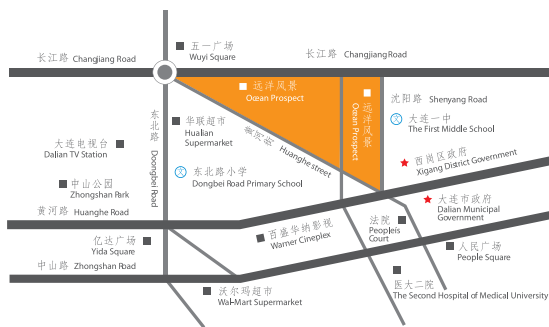 五一广场
Wuyi Square
长江路 Changjiang Road
长江路 Changjiang Road
远洋风景
Ocean Prospect
远洋风景
Ocean Prospect
沈阳路
Shenyang Road
东北路
Doongbei Road
华联超市
Hualian
Supermarket
大连一中
The First Middle School
黄河街 Huanghe street
大连电视台
Dalian TV Station
西岗区政府
Xigang District Government
东北路小学
Dongbei Road Primary School
中山公园
Zhongshan Park
大连市政府
Dalian Municipal
Government
黄河路 Huanghe Road
百盛华纳影视
Warner Cineplex
法院
Peopleis
Court
亿达广场
Yida Square
人民广场
People Square
中山路 Zhongshan Road
医大二院
The Second Hospital of Medical University
沃尔玛超市
Wal-Mart Supermarket